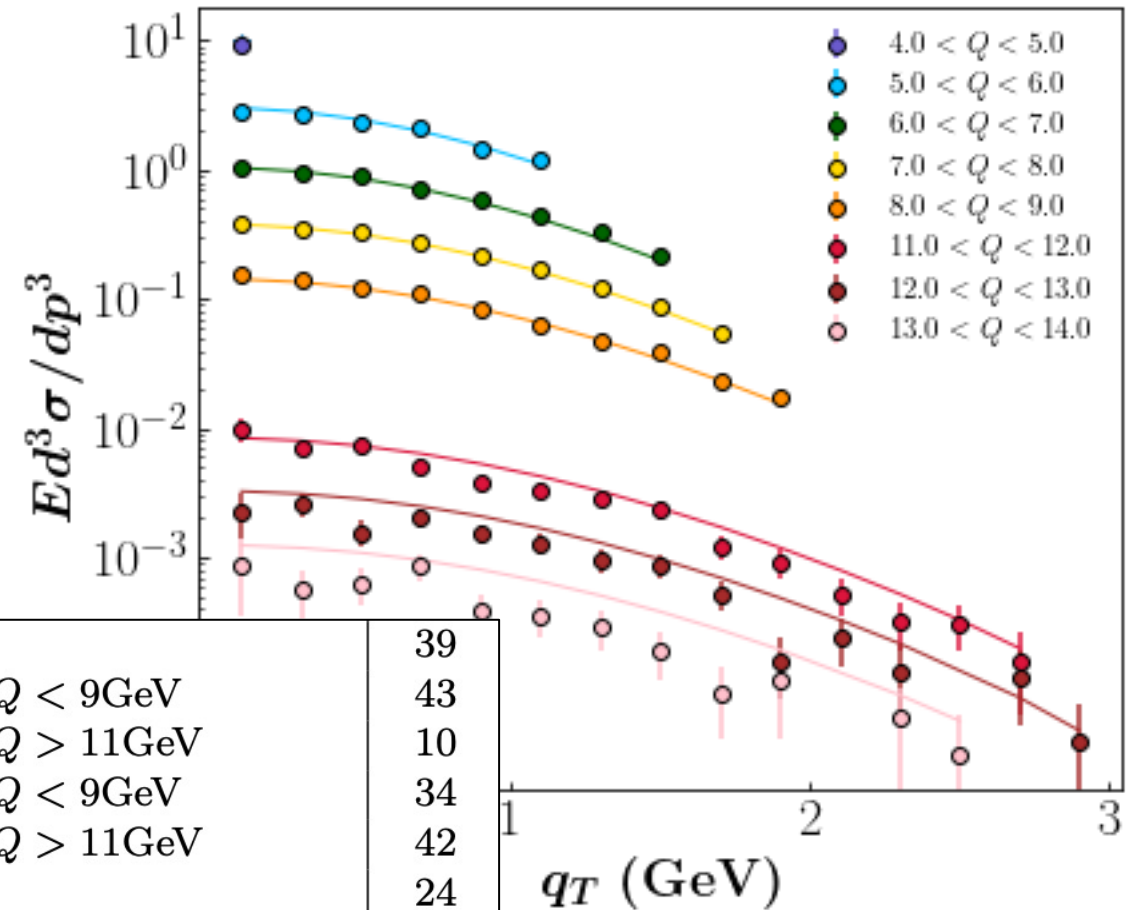 10^1
10^0
10^−1
10^−2
10^−3
Ed^3σ/dp^3
4.0 < Q < 5.0
5.0 < Q < 6.0
6.0 < Q < 7.0
7.0 < Q < 8.0
8.0 < Q < 9.0
11.0 < Q < 12.0
12.0 < Q < 13.0
13.0 < Q < 14.0
39
Q < 9GeV 43
Q > 11GeV 10
Q < 9GeV 34
Q > 11GeV 42
24
1 2 3
q_T (GeV)